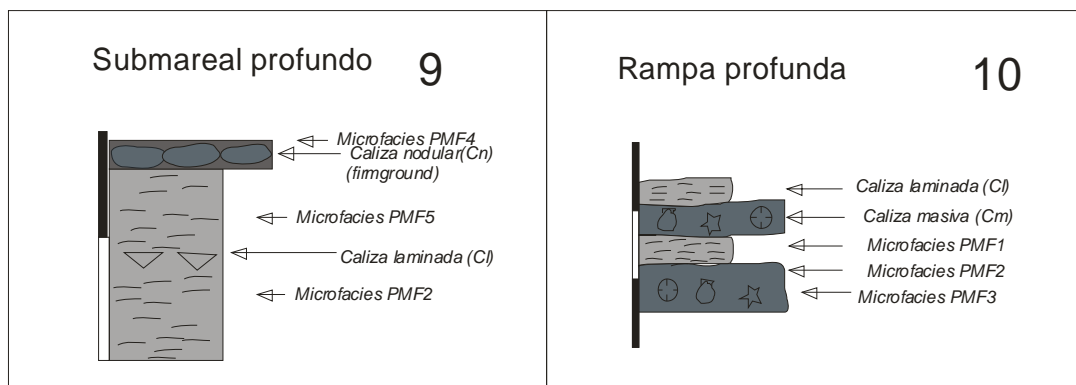 Submareal profundo 9
Microfacies PMF4
Caliza nodular(Cn)
(firmground)
Microfacies PMF5
Caliza laminada (Cl)
Microfacies PMF2
Rampa profunda 10
Caliza laminada (Cl)
Caliza masiva (Cm)
Microfacies PMF1
Microfacies PMF2
Microfacies PMF3